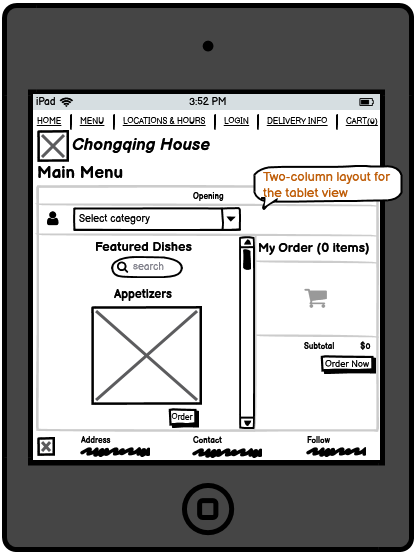 iPad 3:52 PM
HOME MENU LOCATIONS & HOURS LOGIN DELIVERY INFO CART(0)
Chongqing House
Main Menu
Two-column layout for
the tablet view
Opening
Select category
Featured Dishes
search
Appetizers
Order
My Order (0 items)
Subtotal $0
Order Now
Address Contact Follow